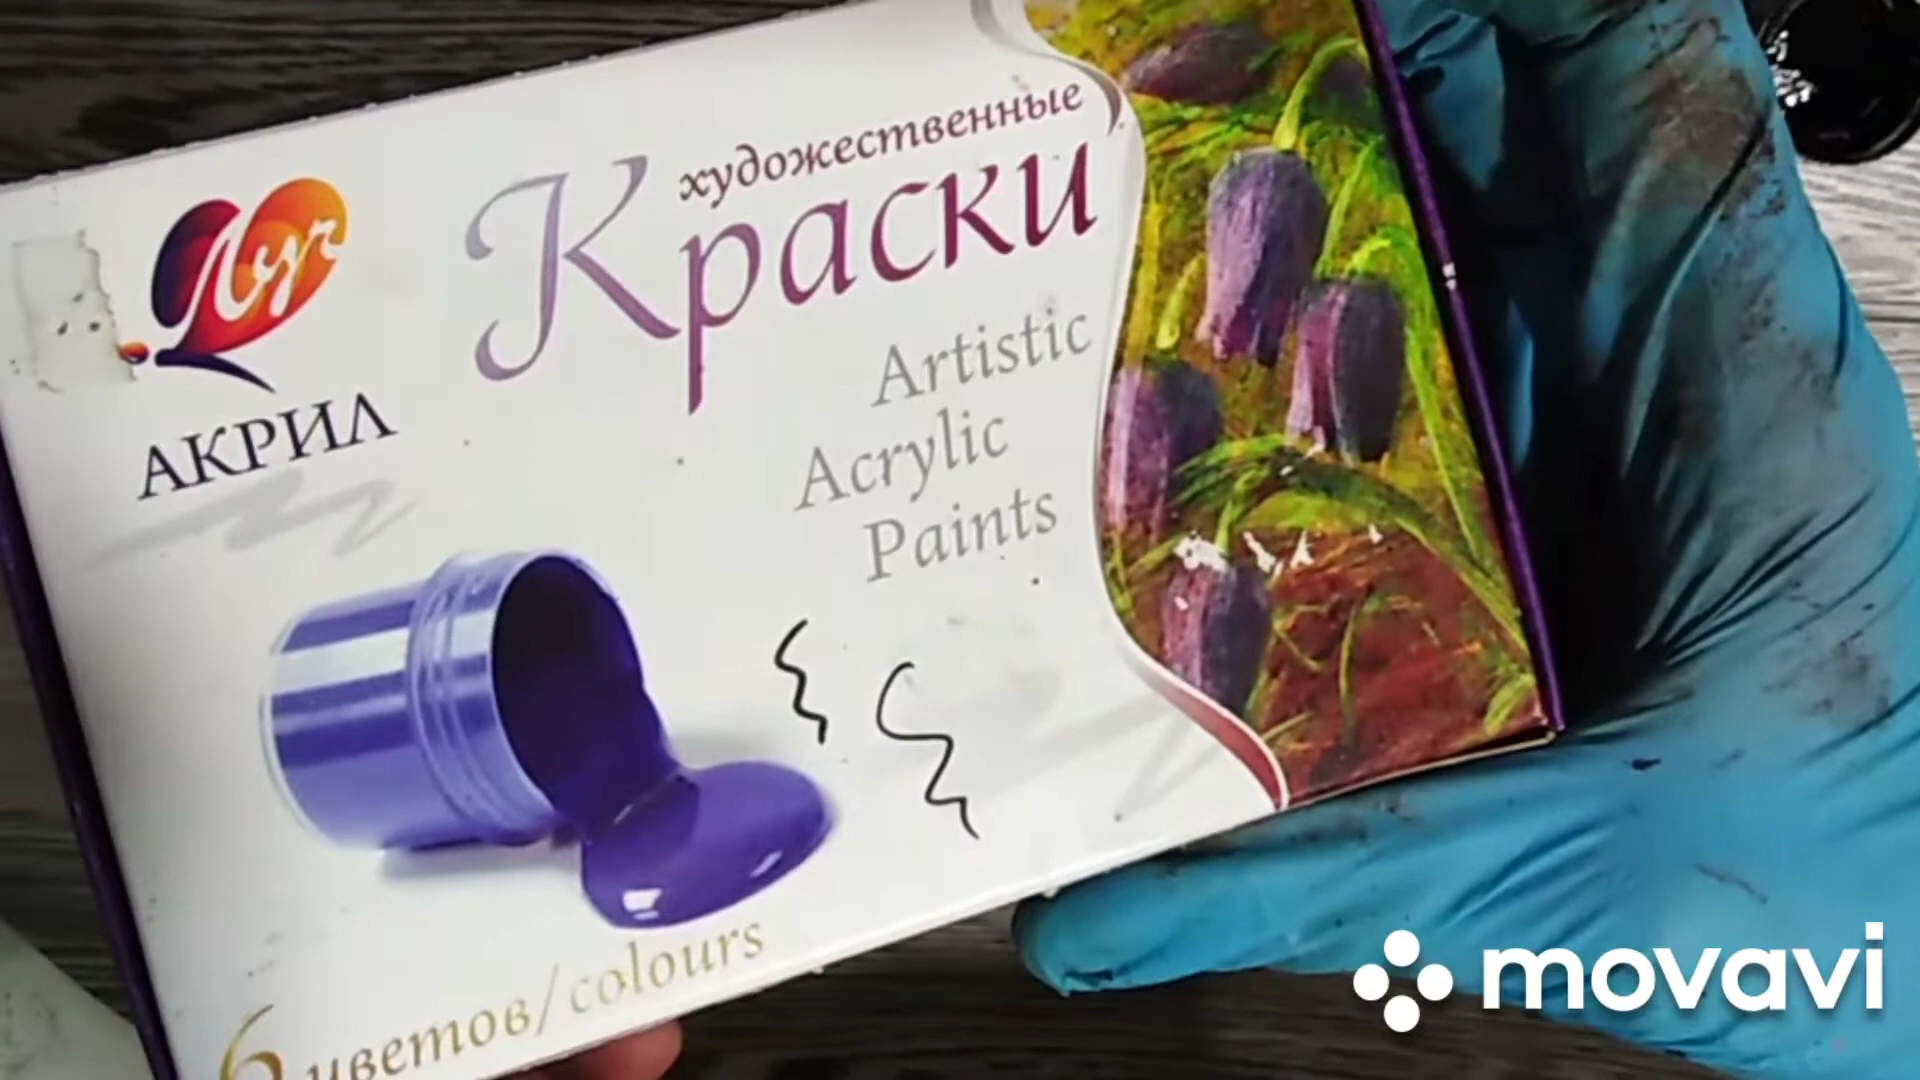 Луч
АКРИЛ
художественные
Краски
Artistic
Acrylic
Paints
6 цветов/colours
movavi